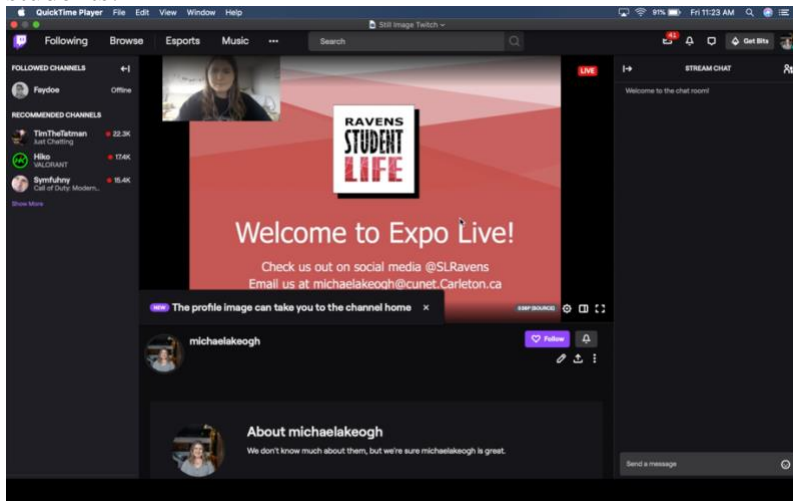 QuickTime Player File Edit View Window Help
91% Fri 11:23 AM
Still Image Twitch
Following Browse Esports Music ••• Search
41 Get Bits
FOLLOWED CHANNELS
Faydoe Offline
RECOMMENDED CHANNELS
TimTheTatman 22.3K
Just Chatting
Hiko 17.4K
VALORANT
Symfuhny 15.4K
Call of Duty: Modern...
Show More
LIVE
RAVENS
STUDENT
LIFE
Welcome to Expo Live!
Check us out on social media @SLRavens
Email us at michaelakeogh@cunet.Carleton.ca
NEW The profile image can take you to the channel home ×
michaelakeogh
Follow
About michaelakeogh
We don't know much about them, but we're sure michaelakeogh is great.
STREAM CHAT
Welcome to the chat room!
Send a message